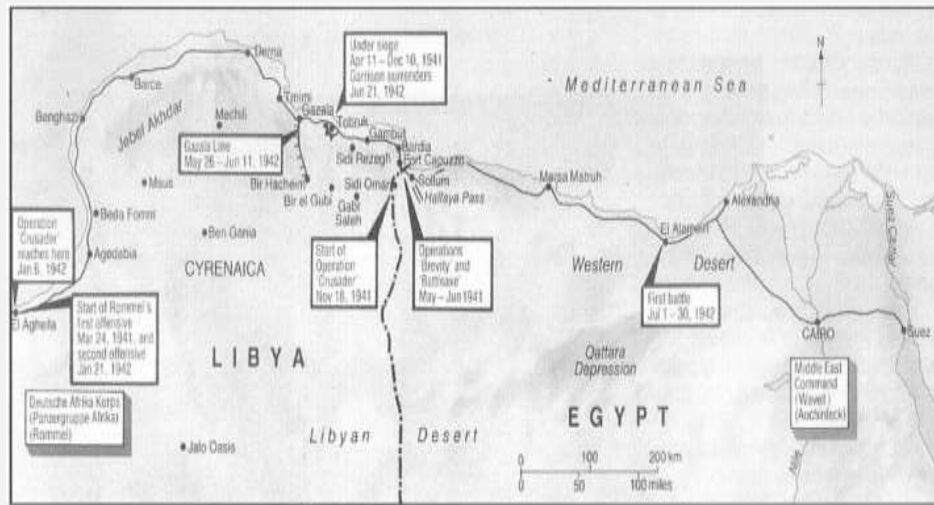 Derna
Barce
Benghazi
Jebel Akhdar
Mechili
Timimi
Gazala
Tobruk
Under siege
Apr 11 – Dec 10, 1941
Garrison surrenders
Jun 21, 1942
Mediterranean Sea
N
Gazala Line
May 26 – Jun 11, 1942
Gambut
Bardia
Sidi Rezegh
Fort Capuzzo
Sollum
Halfaya Pass
Sidi Omar
Bir Hacheim
Bir el Gubi
Gabi
Saleh
Msus
Beda Fomm
Ben Gania
Agedabia
Operation
'Crusader'
reaches here
Jan 6, 1942
El Agheila
Start of Rommel's
first offensive
Mar 24, 1941, and
second offensive
Jan 21, 1942
Deutsche Afrika Korps
(Panzergruppe Afrika)
(Rommel)
CYRENAICA
LIBYA
Jalo Oasis
Libyan Desert
Start of
Operation
'Crusader'
Nov 18, 1941
Operations
'Brevity' and
'Battleaxe'
May – Jun 1941
Mersa Matruh
El Alamein
Alexandria
Suez Canal
Western Desert
First battle
Jul 1 - 30, 1942
Qattara
Depression
EGYPT
CAIRO
Suez
Middle East
Command
(Wavell)
(Auchinleck)
Nile
0 100 200 km
0 50 100 miles